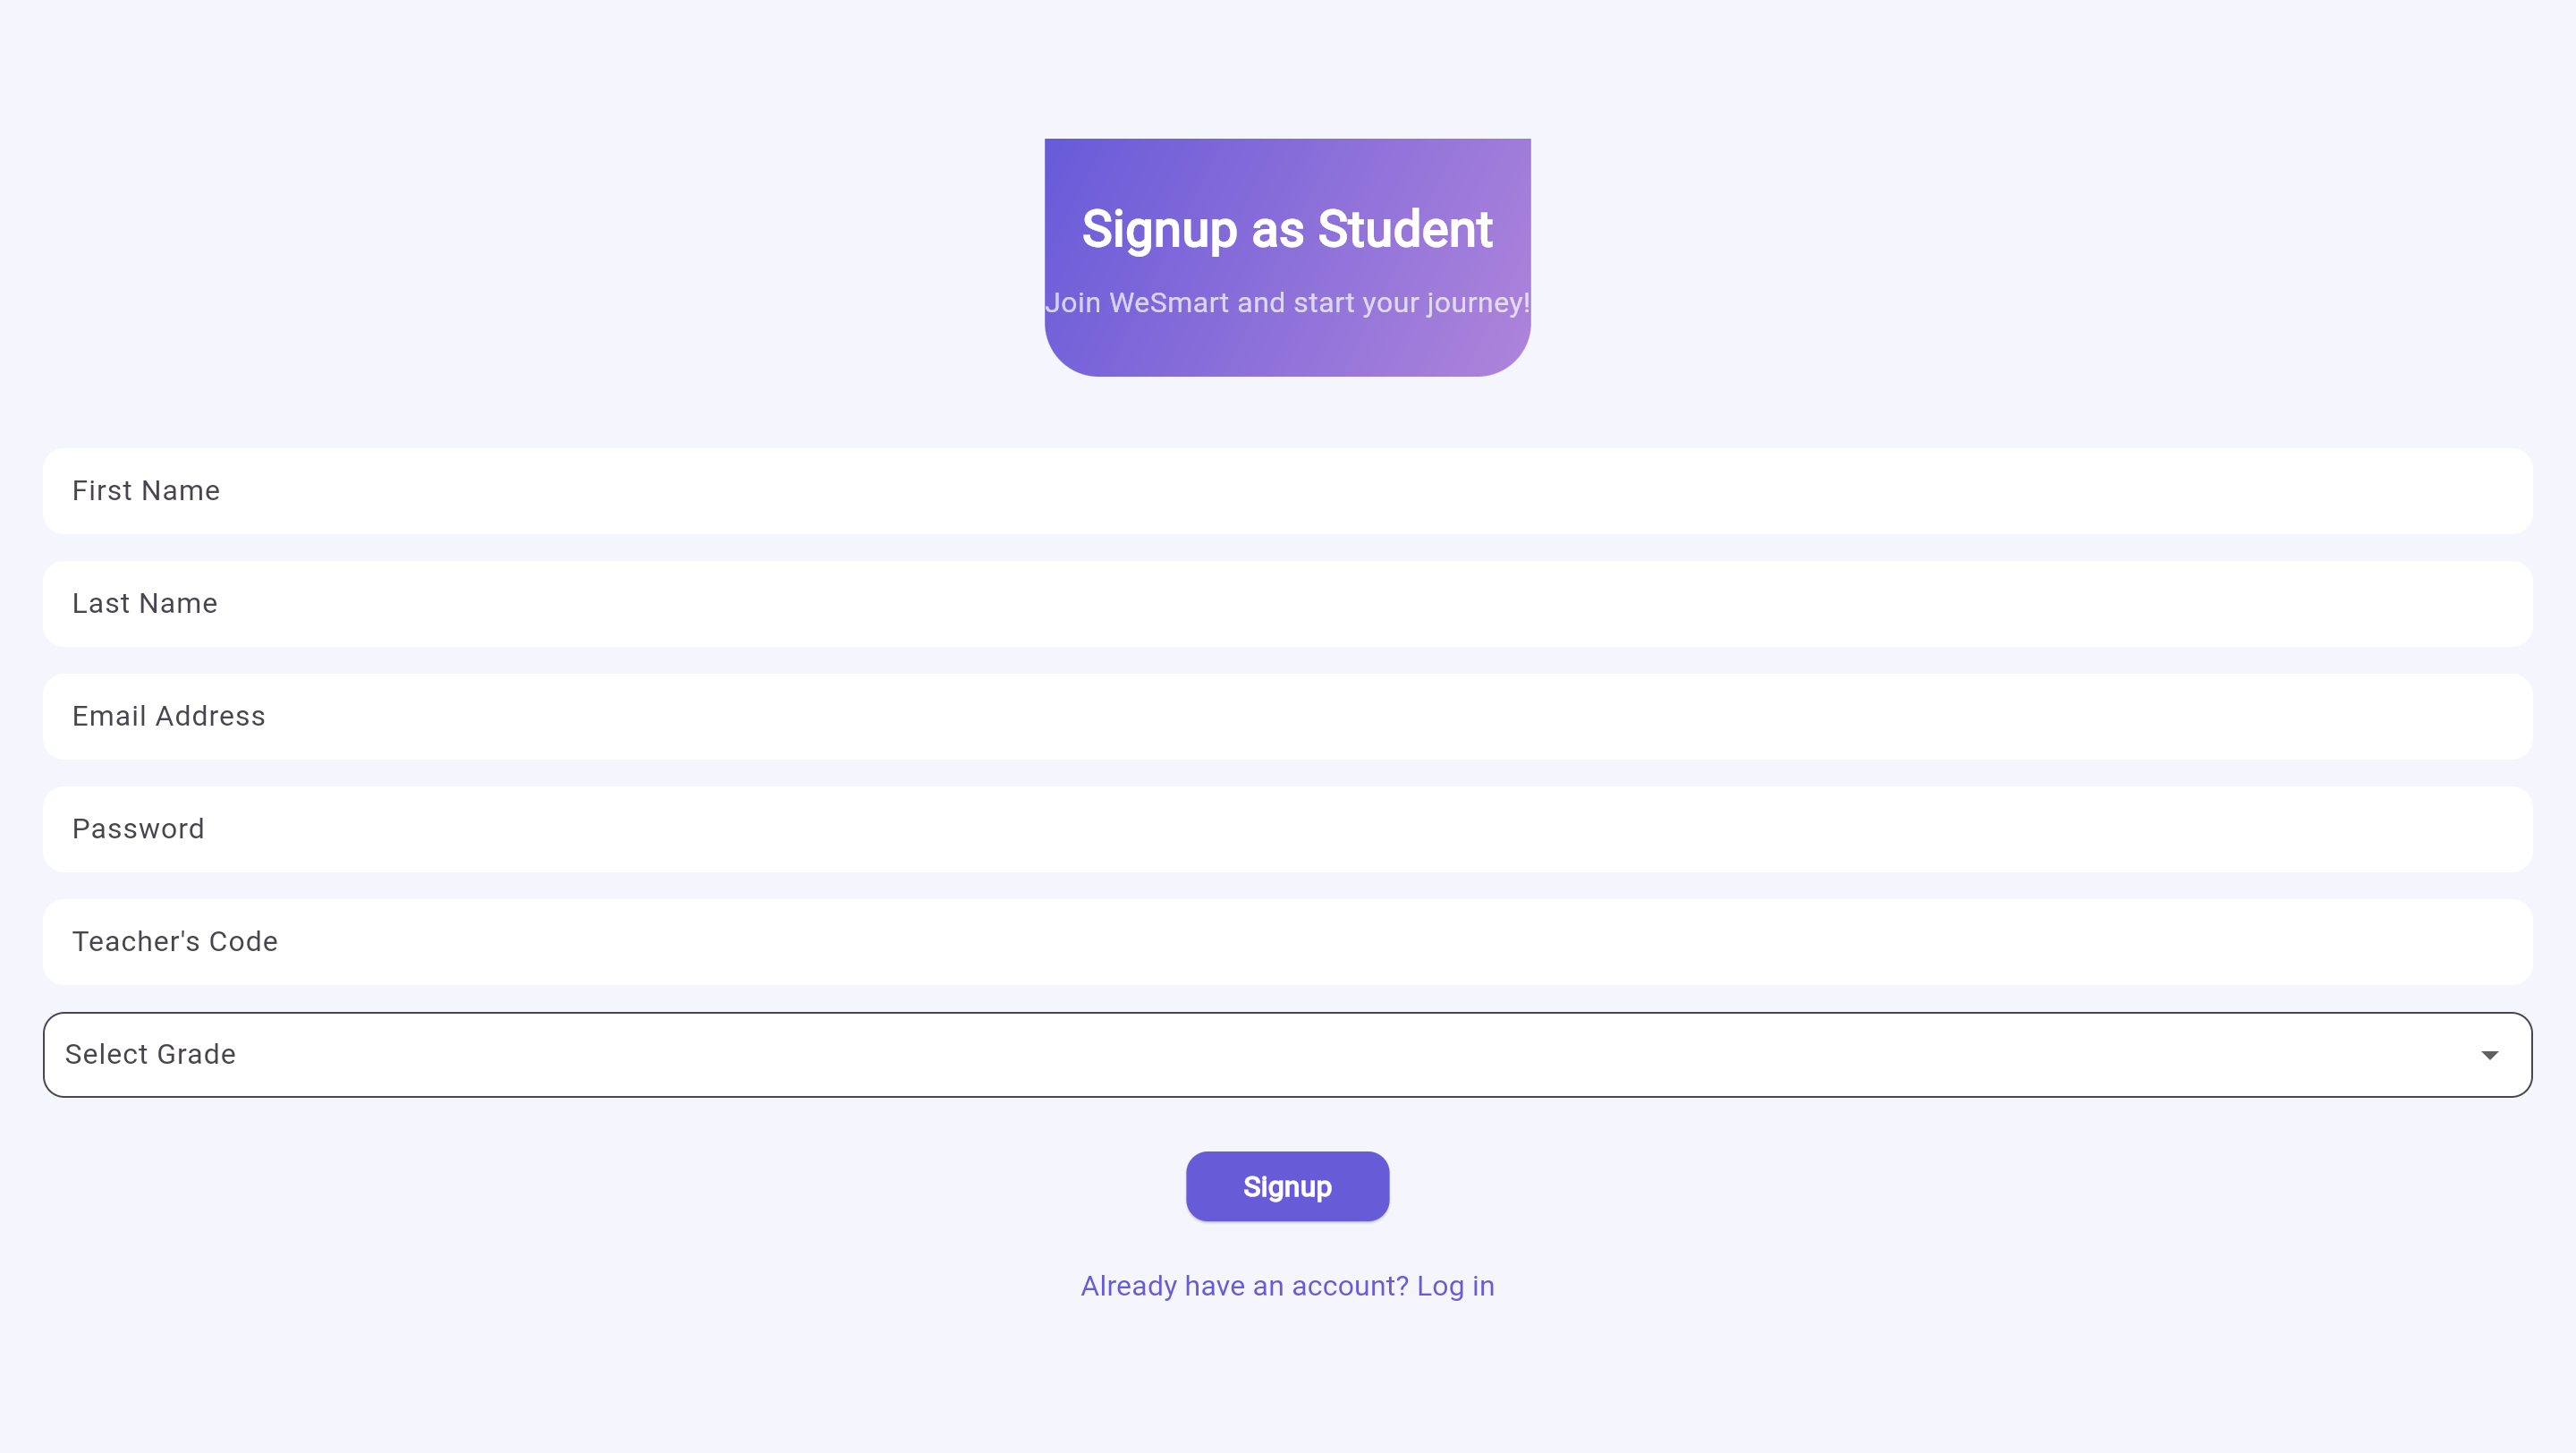 Signup as Student
Join WeSmart and start your journey!
First Name
Last Name
Email Address
Password
Teacher's Code
Select Grade
Signup
Already have an account? Log in